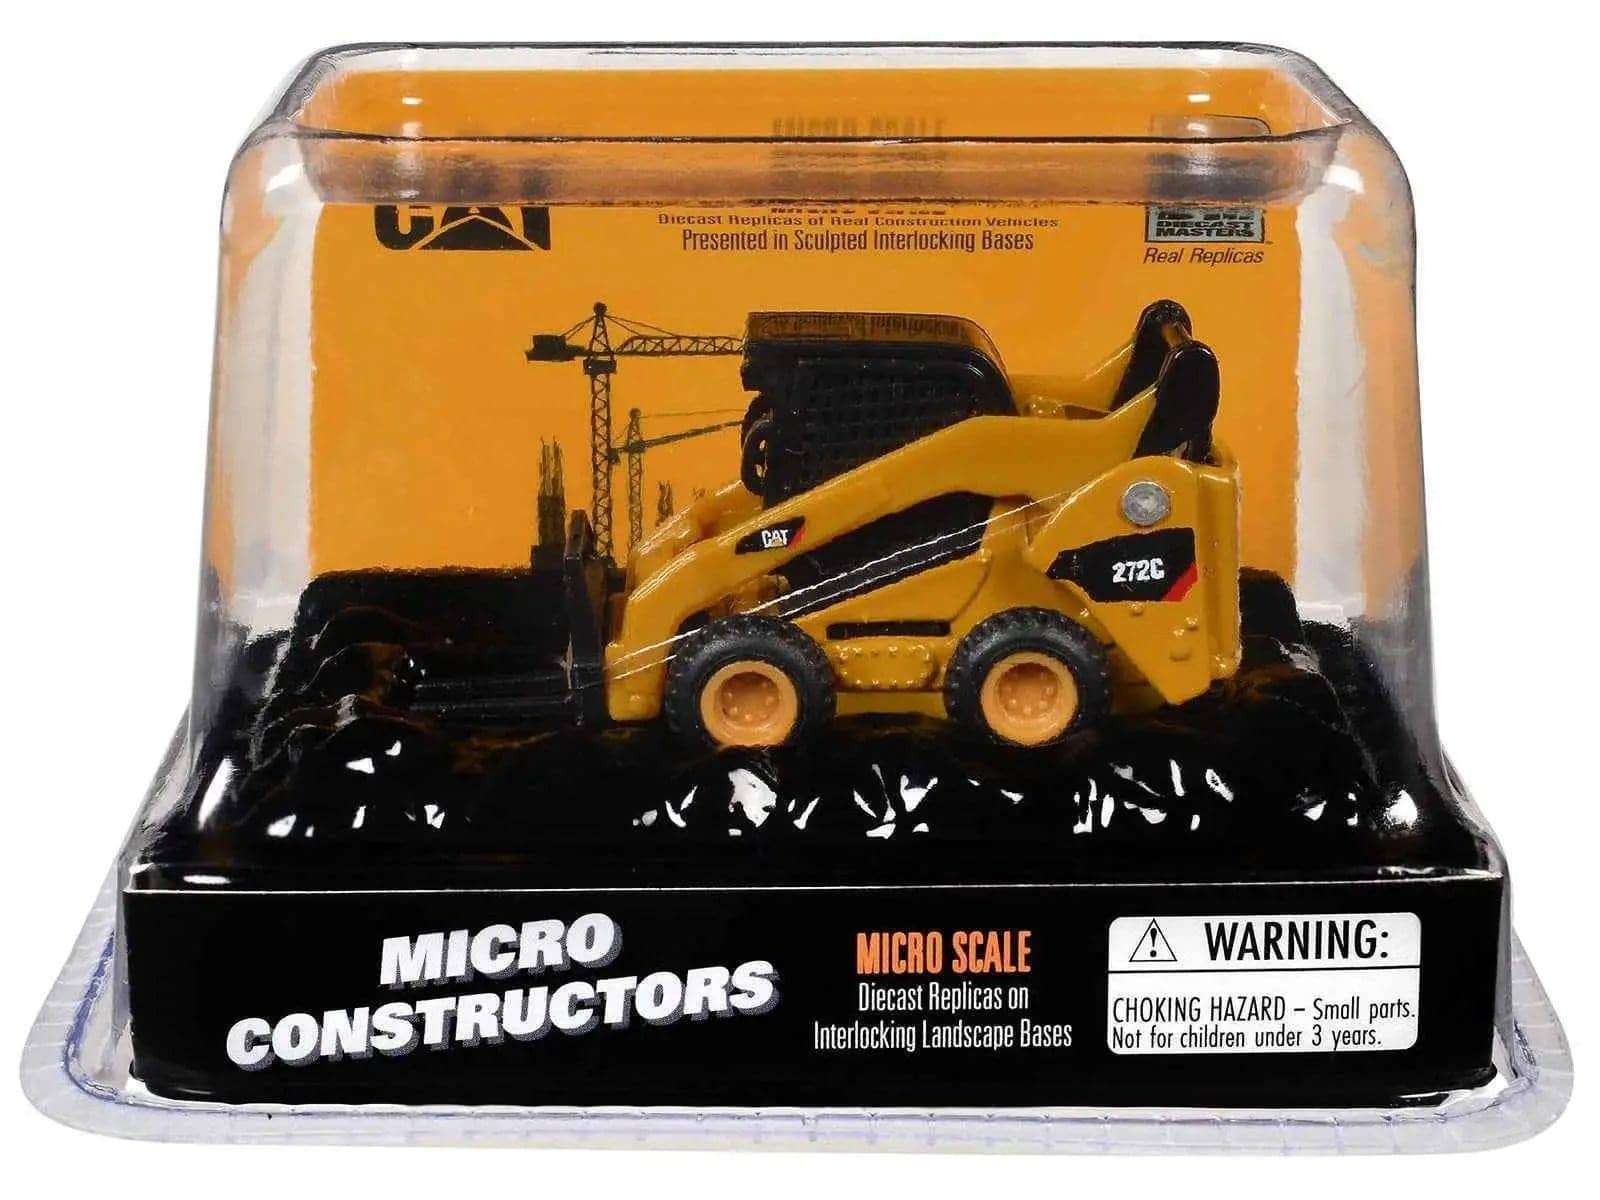 CAT
Diecast Replicas of Real Construction Vehicles
Presented in Sculpted Interlocking Bases
DIECAST
MASTERS
Real Replicas
CAT
272C
MICRO
CONSTRUCTORS
MICRO SCALE
Diecast Replicas on
Interlocking Landscape Bases
WARNING:
CHOKING HAZARD – Small parts.
Not for children under 3 years.